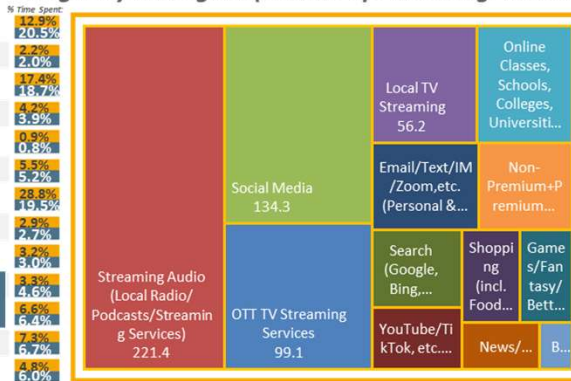 % Time Spent:
12.9%
20.5%
2.2%
2.0%
17.4%
18.7%
4.2%
3.9%
0.9%
0.8%
5.5%
5.2%
28.8%
19.5%
2.9%
2.7%
3.2%
3.0%
3.3%
4.6%
6.6%
6.4%
7.3%
6.7%
4.8%
6.0%
Streaming Audio
(Local Radio/
Podcasts/Streamin
g Services)
221.4
Social Media
134.3
OTT TV Streaming
Services
99.1
Local TV
Streaming
56.2
Online
Classes,
Schools,
Colleges,
Universiti...
Email/Text/IM
/Zoom,etc.
(Personal &...
Non-
Premium+P
remium...
Search
(Google,
Bing,...
Shoppi
ng
(incl.
Food...
Game
s/Fan
tasy/
Bett...
YouTube/Ti
kTok, etc....
News/...
B...